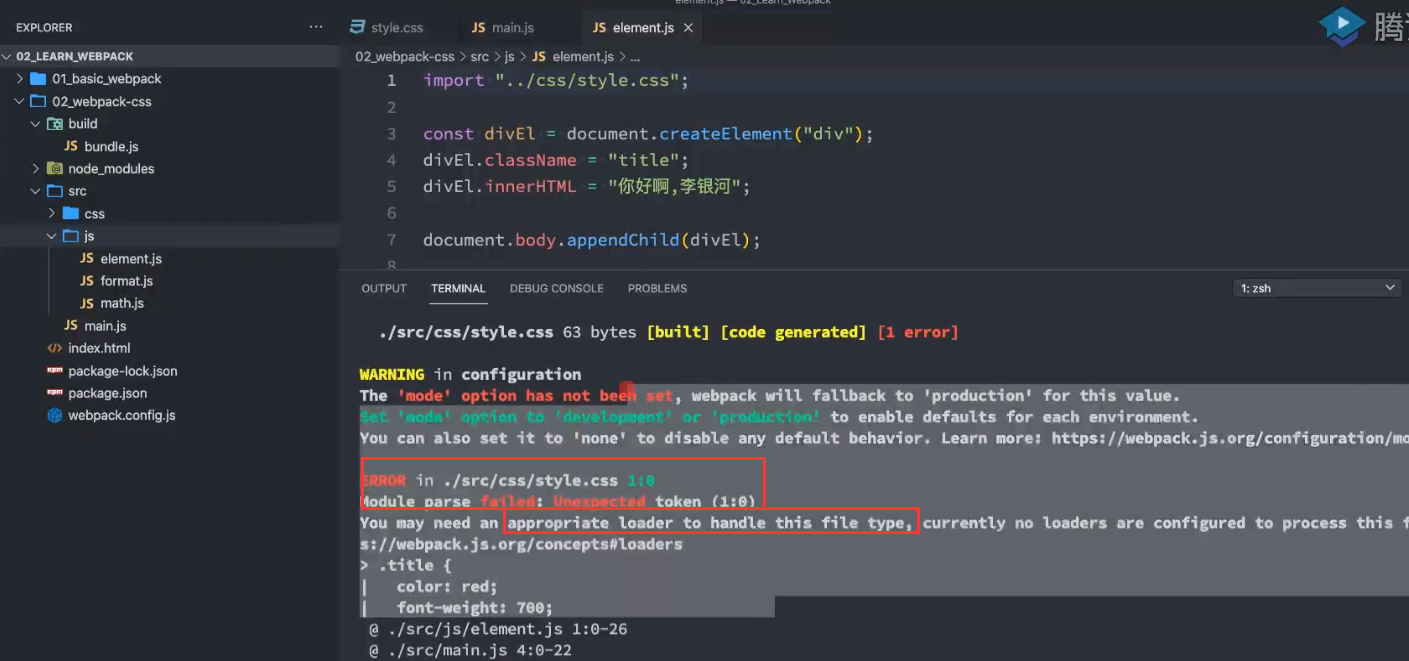 element.js — 02_Learn_Webpack
EXPLORER ···
style.css
JS main.js
JS element.js ×
腾
02_LEARN_WEBPACK
01_basic_webpack
02_webpack-css
build
JS bundle.js
node_modules
src
css
js
JS element.js
JS format.js
JS math.js
JS main.js
index.html
package-lock.json
package.json
webpack.config.js
02_webpack-css > src > js > JS element.js > ...
1 import "../css/style.css";
2
3 const divEl = document.createElement("div");
4 divEl.className = "title";
5 divEl.innerHTML = "你好啊,李银河";
6
7 document.body.appendChild(divEl);
8
OUTPUT TERMINAL DEBUG CONSOLE PROBLEMS 1: zsh
./src/css/style.css 63 bytes [built] [code generated] [1 error]
WARNING in configuration
The 'mode' option has not been set, webpack will fallback to 'production' for this value.
Set 'mode' option to 'development' or 'production' to enable defaults for each environment.
You can also set it to 'none' to disable any default behavior. Learn more: https://webpack.js.org/configuration/mo
ERROR in ./src/css/style.css 1:0
Module parse failed: Unexpected token (1:0)
You may need an appropriate loader to handle this file type, currently no loaders are configured to process this f
s://webpack.js.org/concepts#loaders
> .title {
| color: red;
| font-weight: 700;
@ ./src/js/element.js 1:0-26
@ ./src/main.js 4:0-22